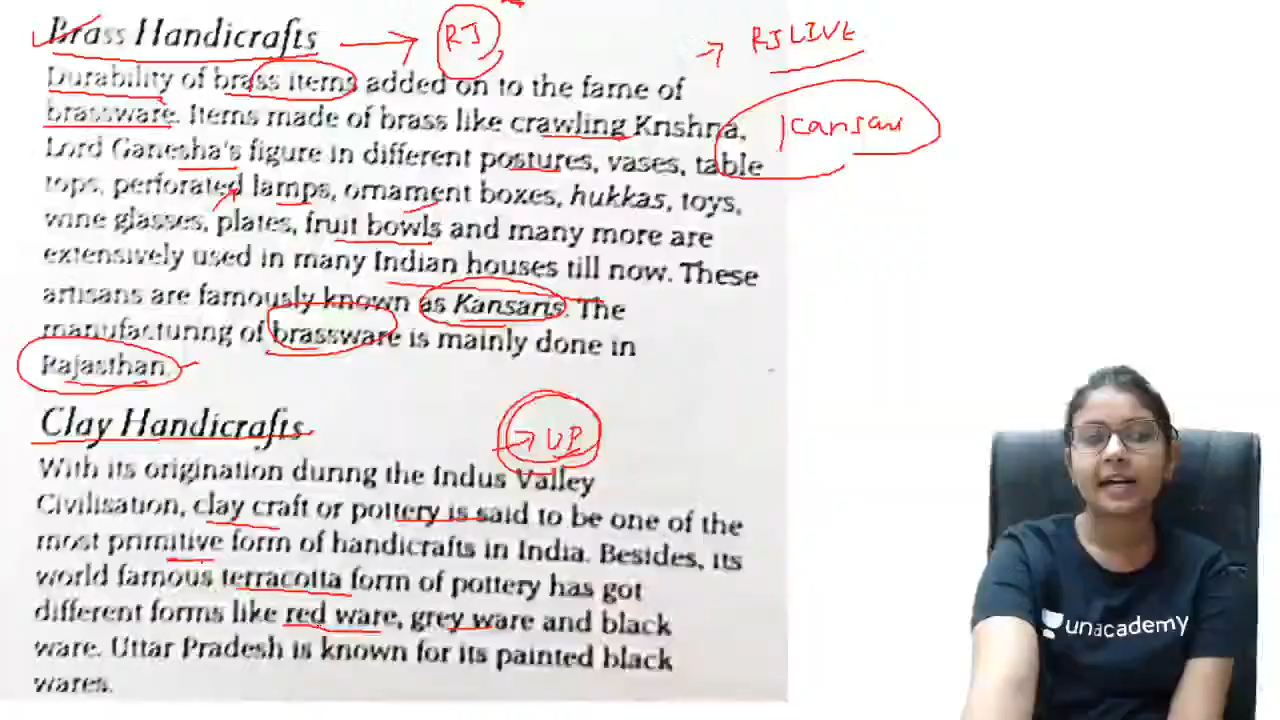 Brass Handicrafts → RJ
→ RJ LIVE
Durability of brass items added on to the fame of
brassware. Items made of brass like crawling Krishna,
Kansari
Lord Ganesha's figure in different postures, vases, table
tops, perforated lamps, ornament boxes, hukkas, toys,
wine glasses, plates, fruit bowls and many more are
extensively used in many Indian houses till now. These
artisans are famously known as Kansaris. The
manufacturing of brassware is mainly done in
Rajasthan.
Clay Handicrafts
→ UP
With its origination during the Indus Valley
Civilisation, clay craft or pottery is said to be one of the
most primitive form of handicrafts in India. Besides, its
world famous terracotta form of pottery has got
different forms like red ware, grey ware and black
ware. Uttar Pradesh is known for its painted black
wares.
unacademy